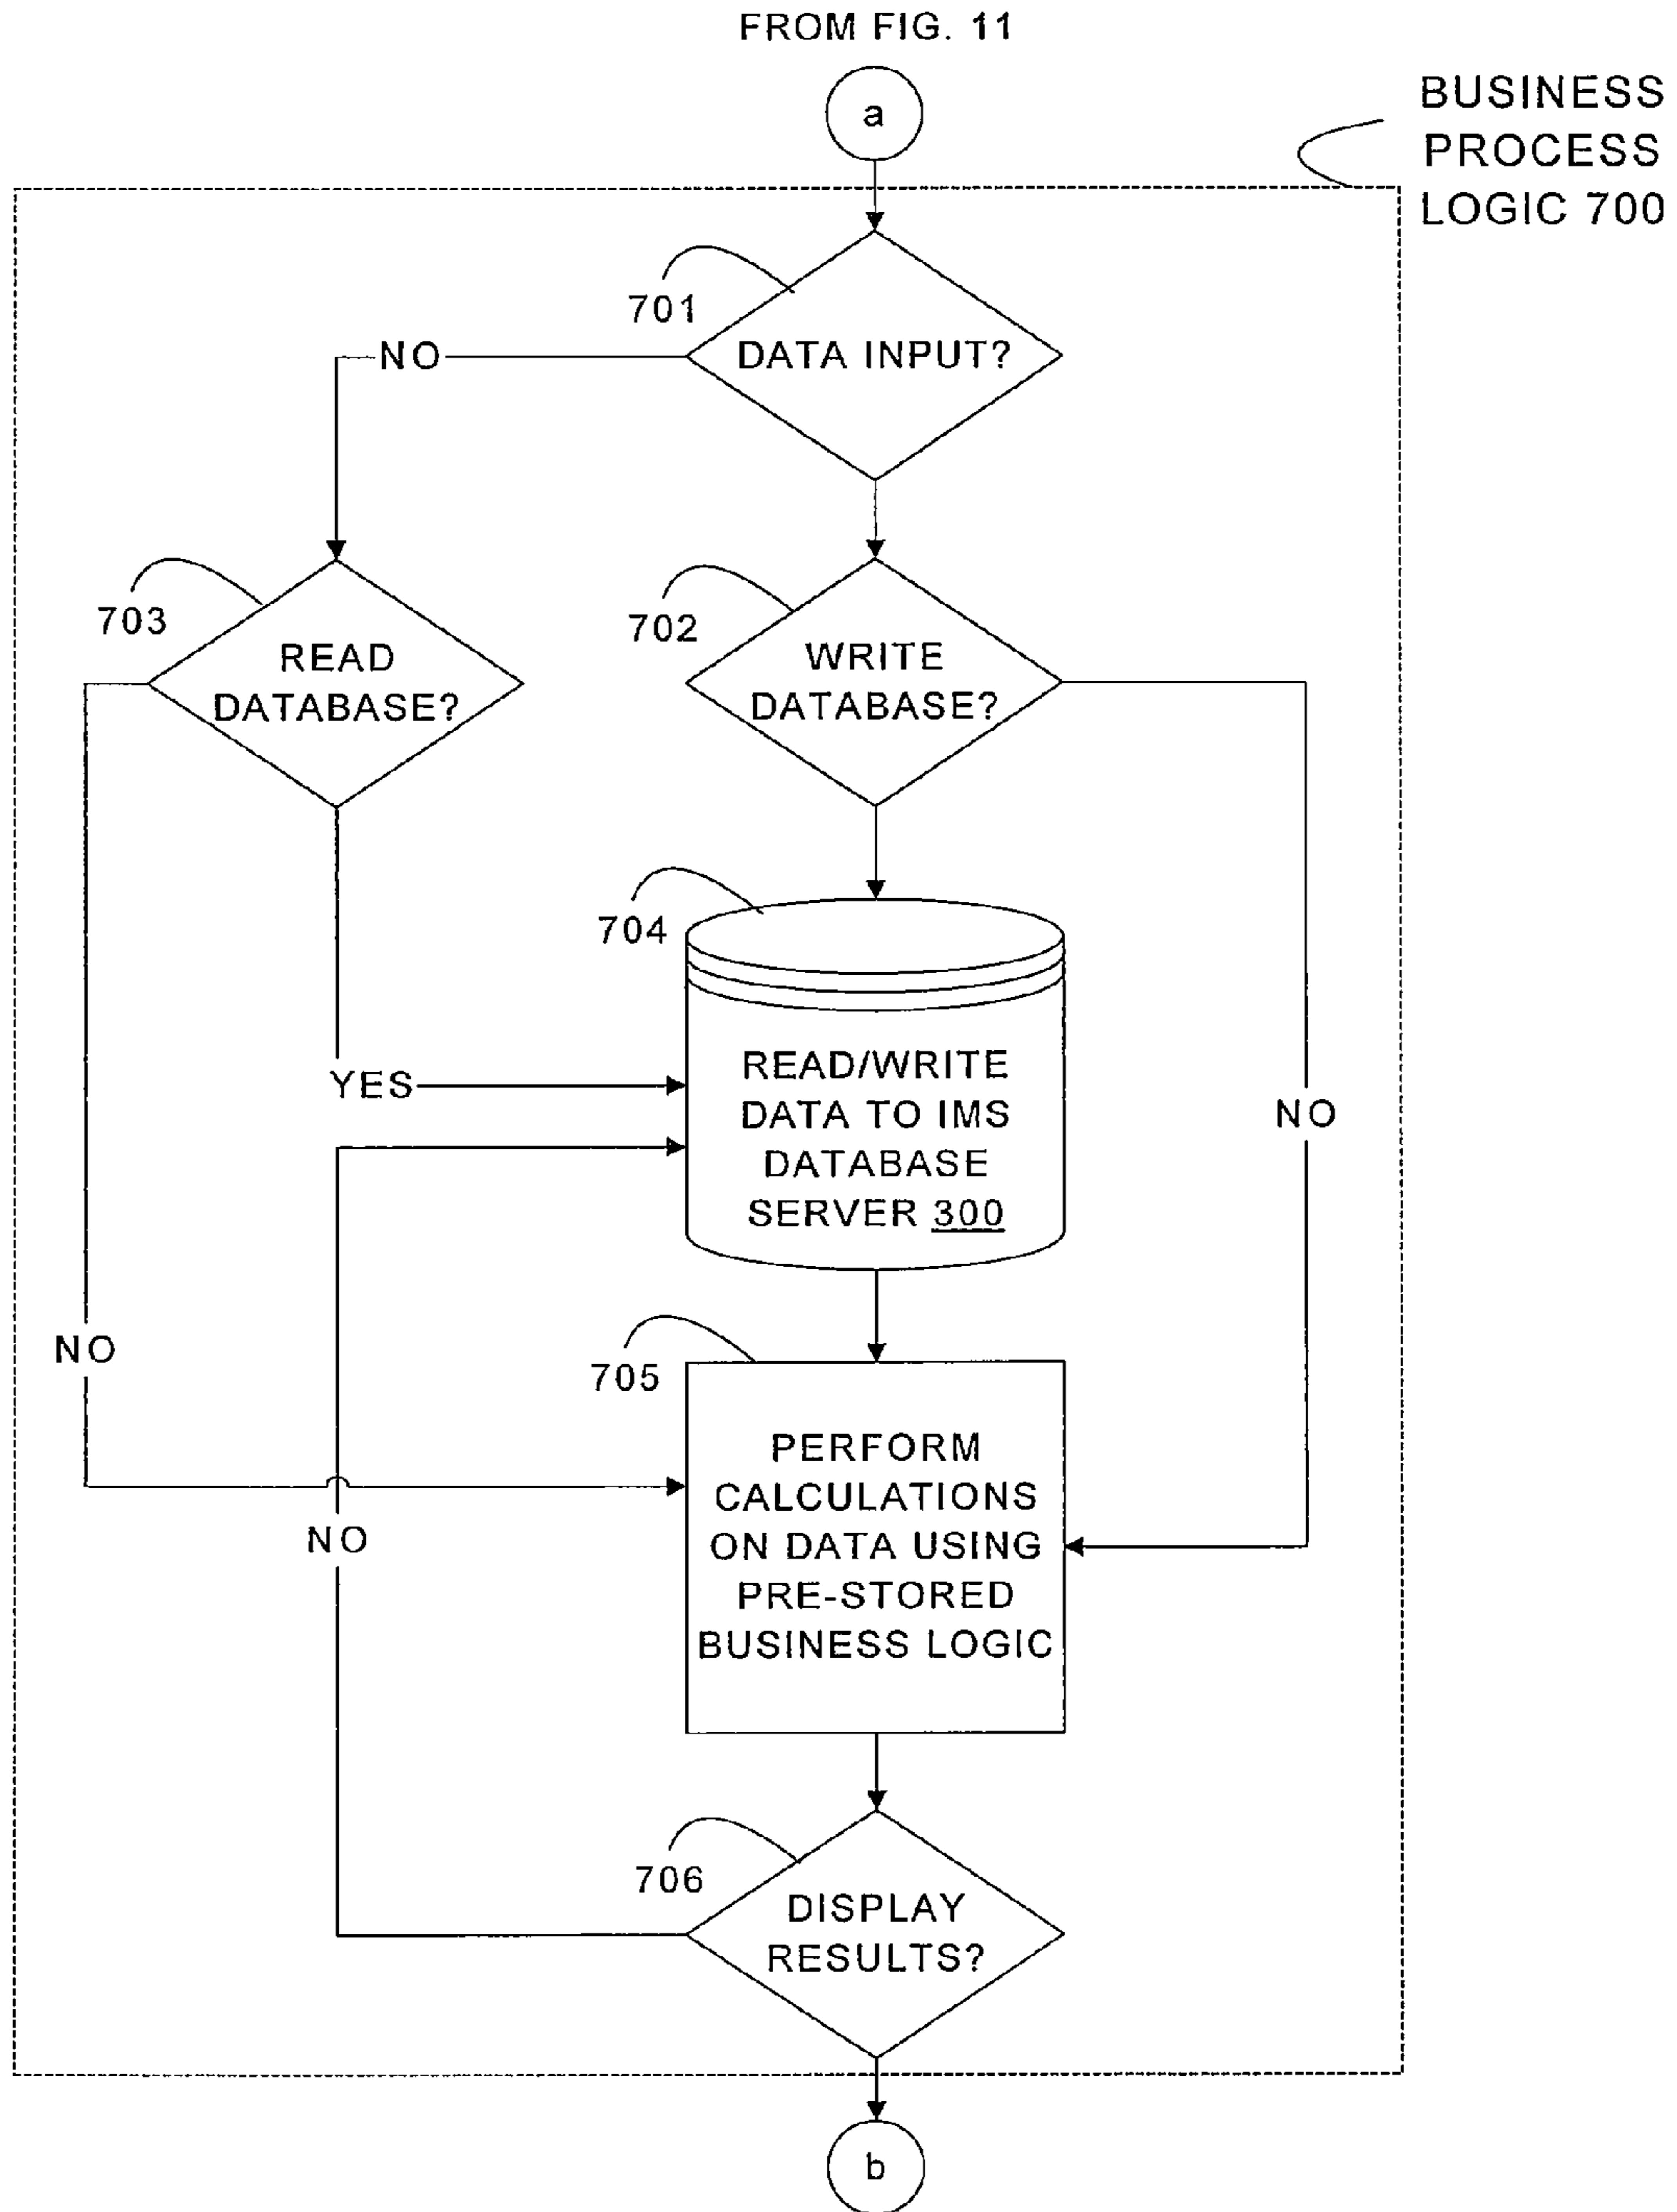 FROM FIG. 11
a
BUSINESS
PROCESS
LOGIC 700
701
DATA INPUT?
NO
703
READ
DATABASE?
702
WRITE
DATABASE?
704
READ/WRITE
DATA TO IMS
DATABASE
SERVER 300
YES
NO
NO
705
PERFORM
CALCULATIONS
ON DATA USING
PRE-STORED
BUSINESS LOGIC
NO
706
DISPLAY
RESULTS?
b